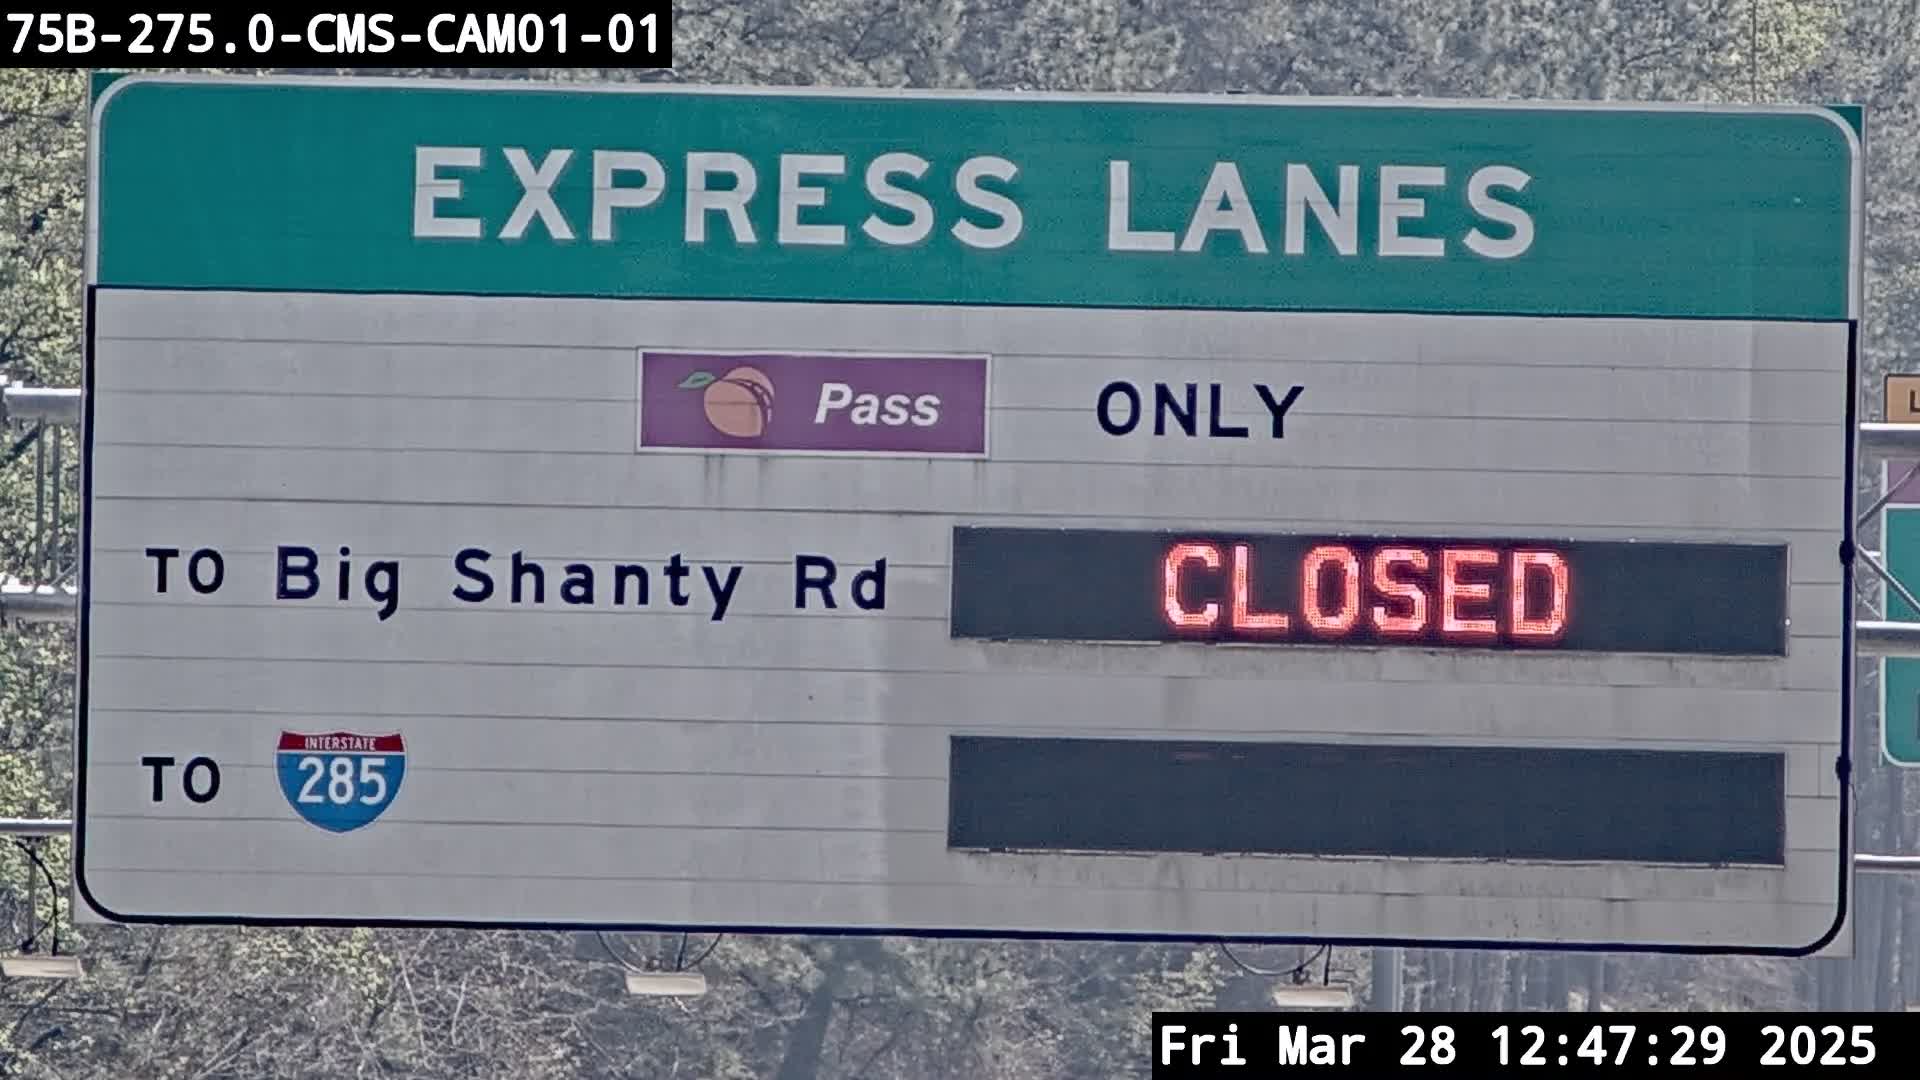 75B-275.0-CMS-CAM01-01
EXPRESS LANES
Pass ONLY
TO Big Shanty Rd CLOSED
TO INTERSTATE 285
Fri Mar 28 12:47:29 2025